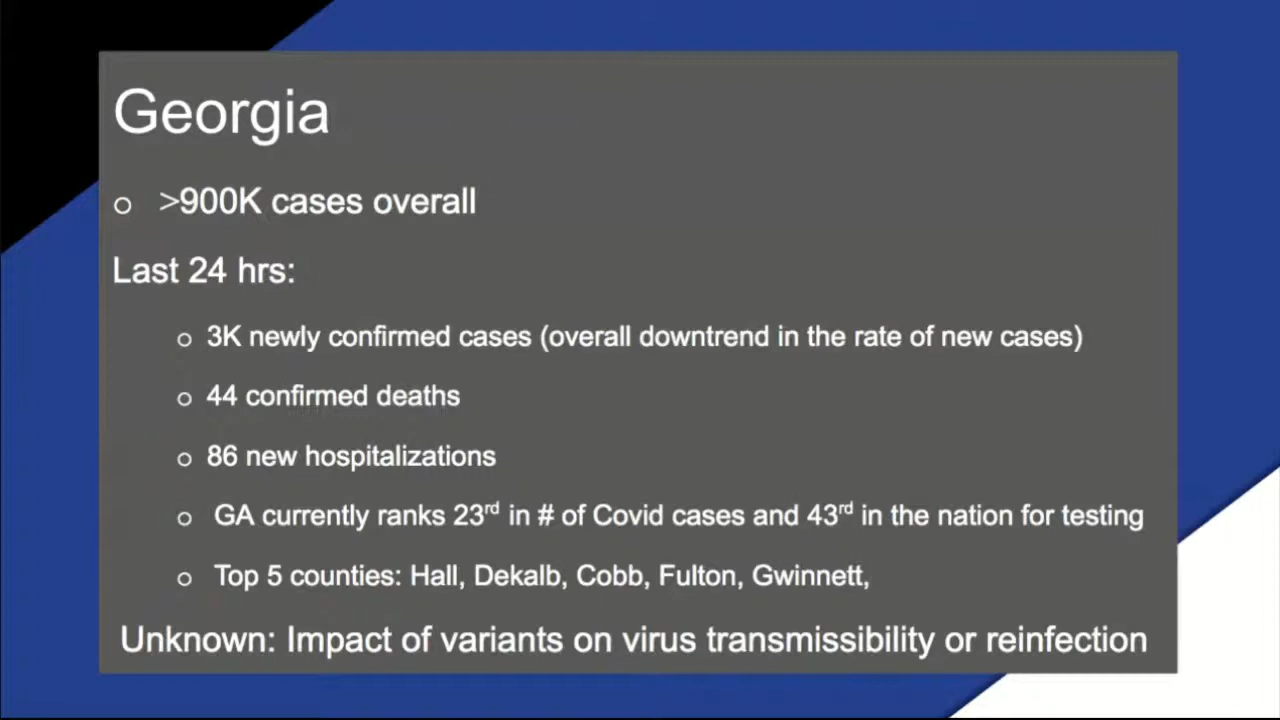 Georgia
o >900K cases overall
Last 24 hrs:
o 3K newly confirmed cases (overall downtrend in the rate of new cases)
o 44 confirmed deaths
o 86 new hospitalizations
o GA currently ranks 23rd in # of Covid cases and 43rd in the nation for testing
o Top 5 counties: Hall, Dekalb, Cobb, Fulton, Gwinnett,
Unknown: Impact of variants on virus transmissibility or reinfection